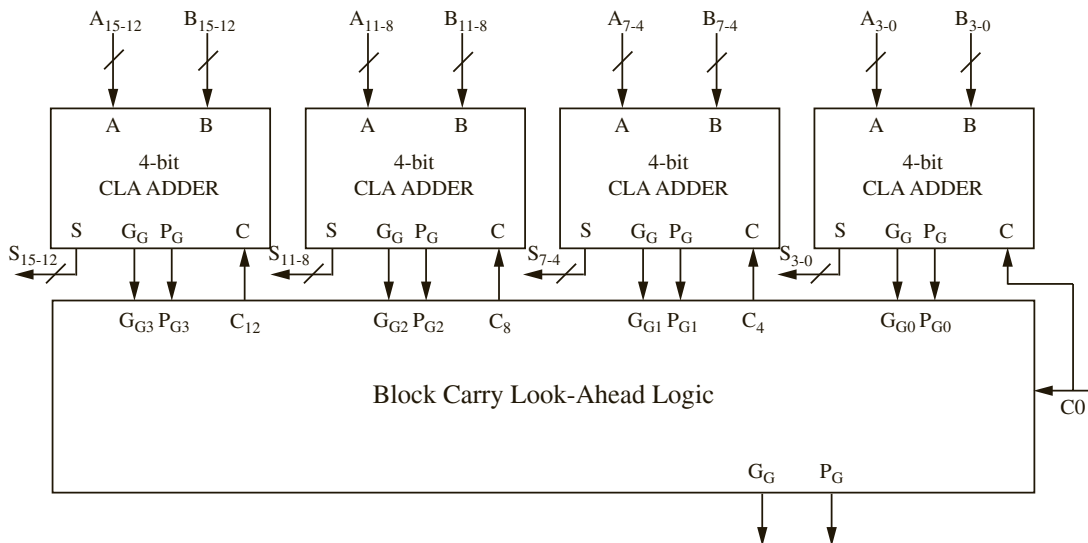 A15-12 B15-12 A11-8 B11-8 A7-4 B7-4 A3-0 B3-0
A B A B A B A B
4-bit 4-bit 4-bit 4-bit
CLA ADDER CLA ADDER CLA ADDER CLA ADDER
S GG PG C S GG PG C S GG PG C S GG PG C
S15-12 S11-8 S7-4 S3-0
GG3 PG3 C12 GG2 PG2 C8 GG1 PG1 C4 GG0 PG0
Block Carry Look-Ahead Logic
C0
GG PG